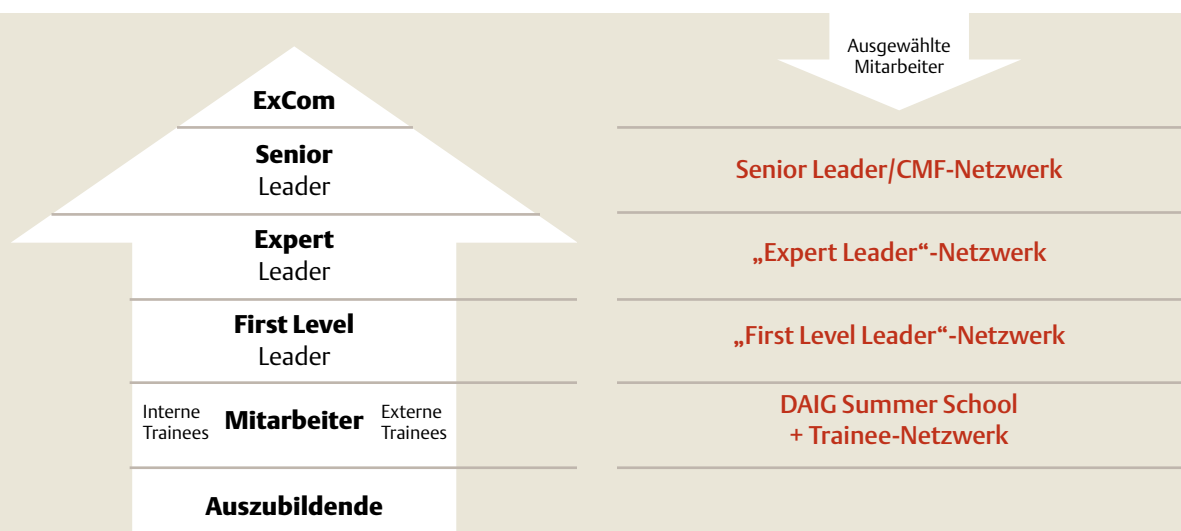 Ausgewählte
Mitarbeiter
ExCom
Senior
Leader
Senior Leader/CMF-Netzwerk
Expert
Leader
„Expert Leader“-Netzwerk
First Level
Leader
„First Level Leader“-Netzwerk
Interne
Trainees
Mitarbeiter
Externe
Trainees
DAIG Summer School
+ Trainee-Netzwerk
Auszubildende